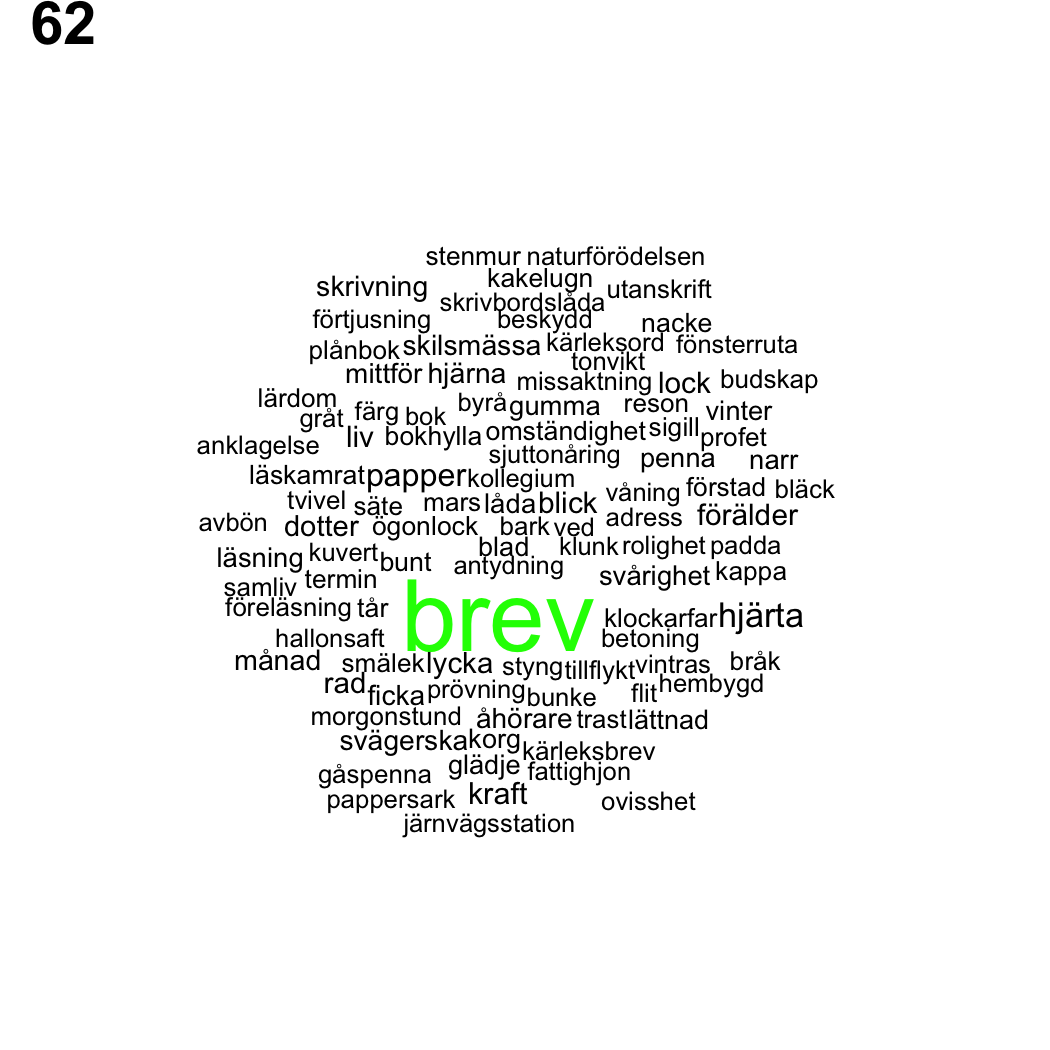 62
stenmur naturförödelsen
kakelugn
skrivning utanskrift
skrivbordslåda
förtjusning beskydd nacke
plånbok skilsmässa kärleksord fönsterruta
tonvikt
mittför hjärna missaktning lock budskap
lärdom byrå gumma reson vinter
gråt färg bok
liv bokhylla omständighet sigill profet
anklagelse sjuttonåring penna narr
läskamrat papper kollegium
våning förstad bläck
tvivel säte mars låda blick
avbön dotter ögonlock bark ved adress förälder
läsning kuvert bunt blad klunk rolighet padda
antydning
samliv termin svårighet kappa
föreläsning tår brev klockarfar hjärta
hallonsaft betoning
månad smälek lycka styng tillflykt vintras bråk
rad ficka prövning bunke flit hembygd
morgonstund åhörare trast lättnad
svägerska korg kärleksbrev
gåspenna glädje fattighjon
pappersark kraft ovisshet
järnvägsstation